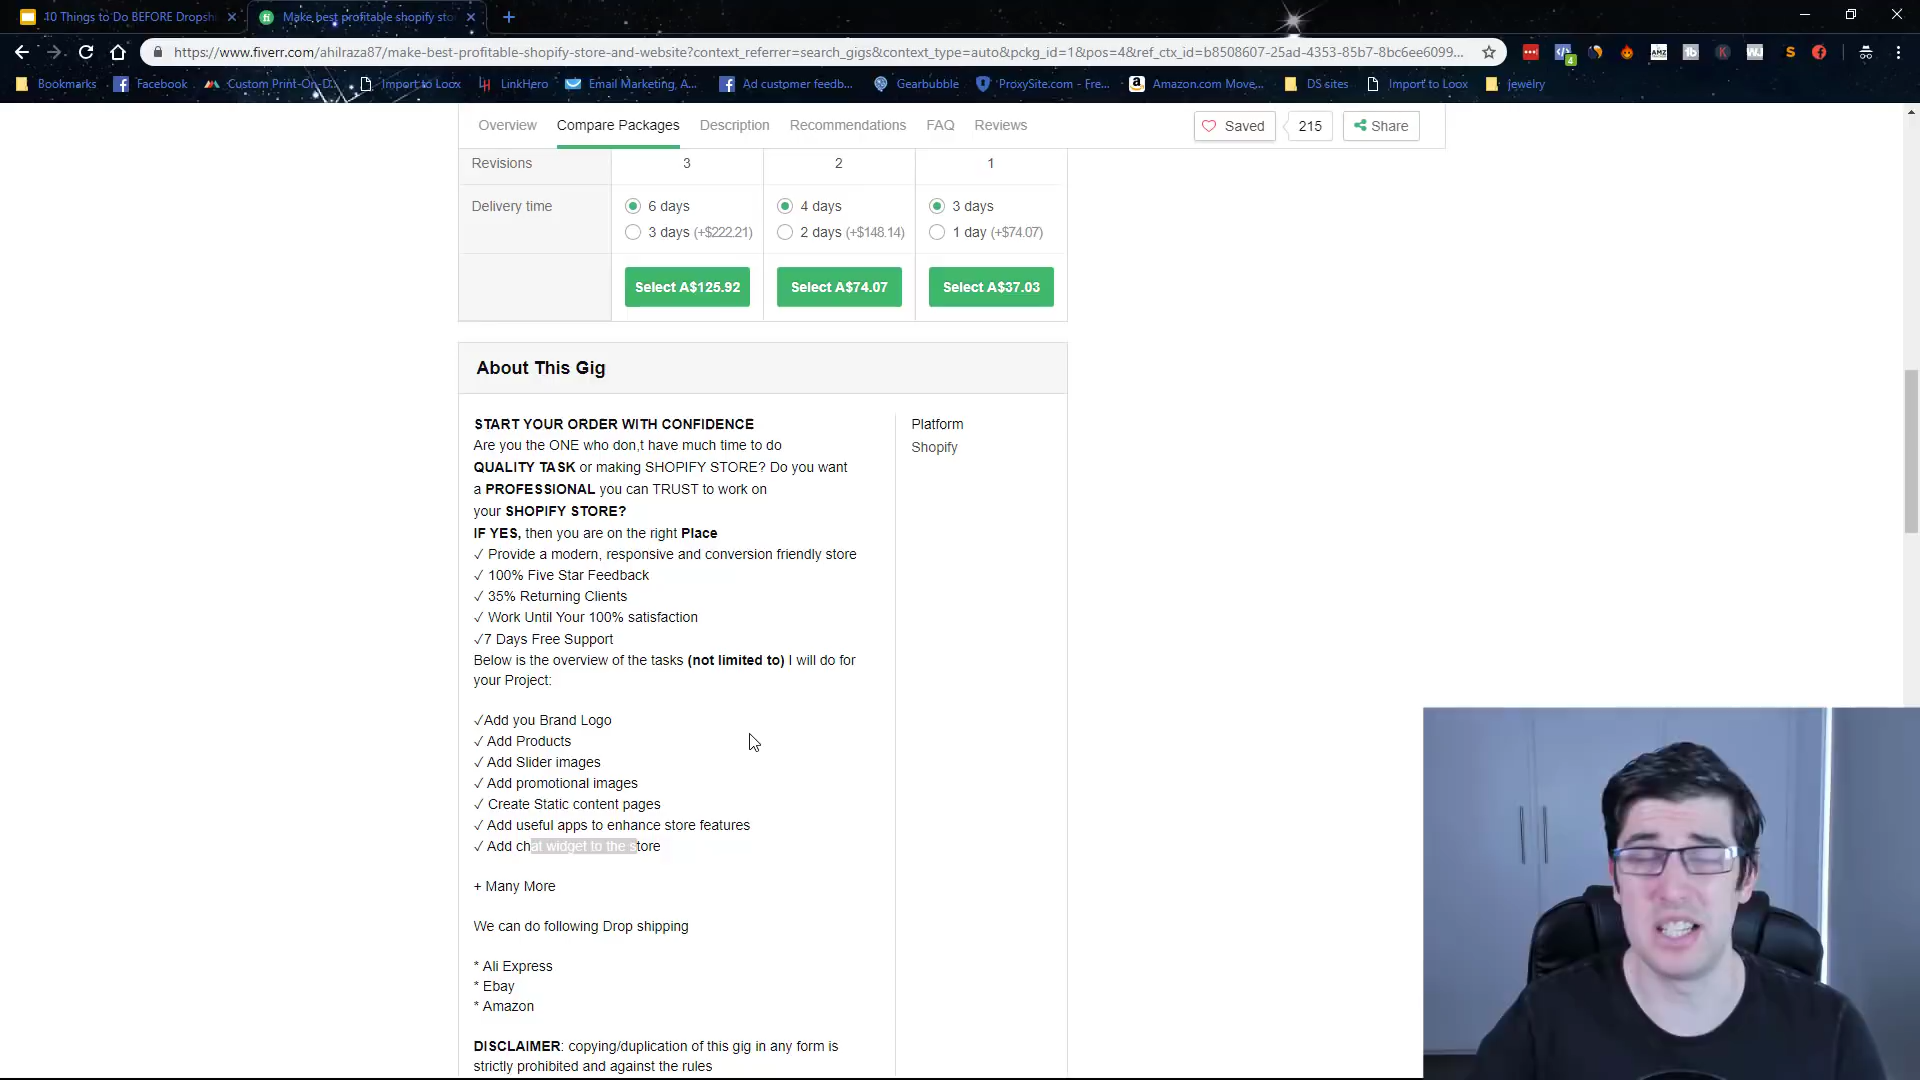 10 Things to Do BEFORE Dropsh
Make best profitable shopify sto
https://www.fiverr.com/ahilraza87/make-best-profitable-shopify-store-and-website?context_referrer=search_gigs&context_type=auto&pckg_id=1&pos=4&ref_ctx_id=b8508607-25ad-4353-85b7-8bc6ee6099...
Bookmarks
Facebook
Custom Print-On-D...
Import to Loox
LinkHero
Email Marketing, A...
Ad customer feedb...
Gearbubble
ProxySite.com - Fre...
Amazon.com Move...
DS sites
Import to Loox
jewelry
Overview
Compare Packages
Description
Recommendations
FAQ
Reviews
Saved
215
Share
Revisions 3 2 1
Delivery time 6 days 4 days 3 days
3 days (+$222.21) 2 days (+$148.14) 1 day (+$74.07)
Select A$125.92 Select A$74.07 Select A$37.03
About This Gig
START YOUR ORDER WITH CONFIDENCE
Are you the ONE who don,t have much time to do
QUALITY TASK or making SHOPIFY STORE? Do you want
a PROFESSIONAL you can TRUST to work on
your SHOPIFY STORE?
IF YES, then you are on the right Place
✓ Provide a modern, responsive and conversion friendly store
✓ 100% Five Star Feedback
✓ 35% Returning Clients
✓ Work Until Your 100% satisfaction
✓7 Days Free Support
Below is the overview of the tasks (not limited to) I will do for
your Project:
✓Add you Brand Logo
✓ Add Products
✓ Add Slider images
✓ Add promotional images
✓ Create Static content pages
✓ Add useful apps to enhance store features
✓ Add chat widget to the store
+ Many More
We can do following Drop shipping
* Ali Express
* Ebay
* Amazon
DISCLAIMER: copying/duplication of this gig in any form is
strictly prohibited and against the rules
Platform
Shopify